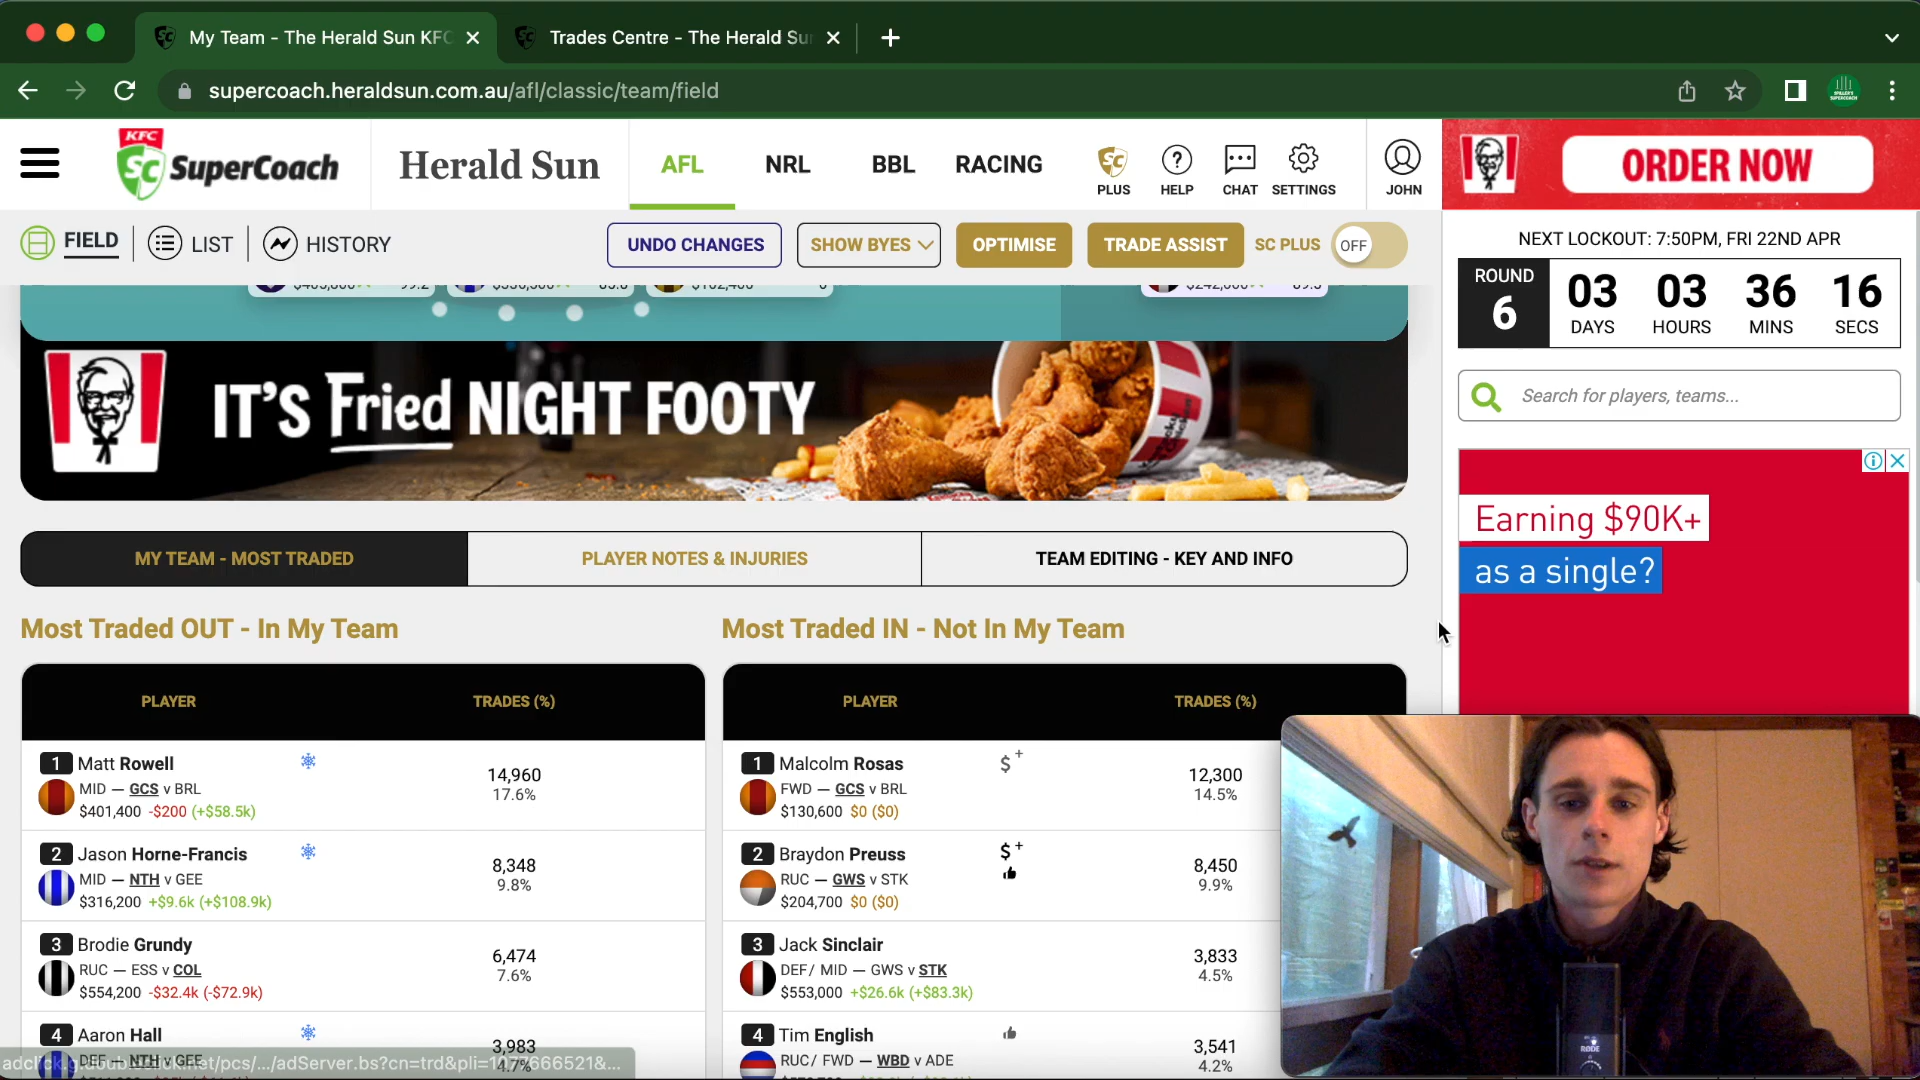 My Team - The Herald Sun KFC
Trades Centre - The Herald Su
supercoach.heraldsun.com.au/afl/classic/team/field
KFC
SC SuperCoach
Herald Sun
AFL
NRL
BBL
RACING
PLUS
HELP
CHAT
SETTINGS
JOHN
ORDER NOW
FIELD
LIST
HISTORY
UNDO CHANGES
SHOW BYES
OPTIMISE
TRADE ASSIST
SC PLUS
OFF
NEXT LOCKOUT: 7:50PM, FRI 22ND APR
ROUND
6
03 03 36 16
DAYS HOURS MINS SECS
Search for players, teams...
IT'S Fried NIGHT FOOTY
Earning $90K+
as a single?
MY TEAM - MOST TRADED
PLAYER NOTES & INJURIES
TEAM EDITING - KEY AND INFO
Most Traded OUT - In My Team
PLAYER TRADES (%)
1 Matt Rowell
MID — GCS v BRL
$401,400 -$200 (+$58.5k)
14,960
17.6%
2 Jason Horne-Francis
MID — NTH v GEE
$316,200 +$9.6k (+$108.9k)
8,348
9.8%
3 Brodie Grundy
RUC — ESS v COL
$554,200 -$32.4k (-$72.9k)
6,474
7.6%
4 Aaron Hall
DEF — NTH v GEE
3,983
4.7%
Most Traded IN - Not In My Team
PLAYER TRADES (%)
1 Malcolm Rosas
FWD — GCS v BRL
$130,600 $0 ($0)
$+
12,300
14.5%
2 Braydon Preuss
RUC — GWS v STK
$204,700 $0 ($0)
$+
8,450
9.9%
3 Jack Sinclair
DEF/ MID — GWS v STK
$553,000 +$26.6k (+$83.3k)
3,833
4.5%
4 Tim English
RUC/ FWD — WBD v ADE
3,541
4.2%
RØDE